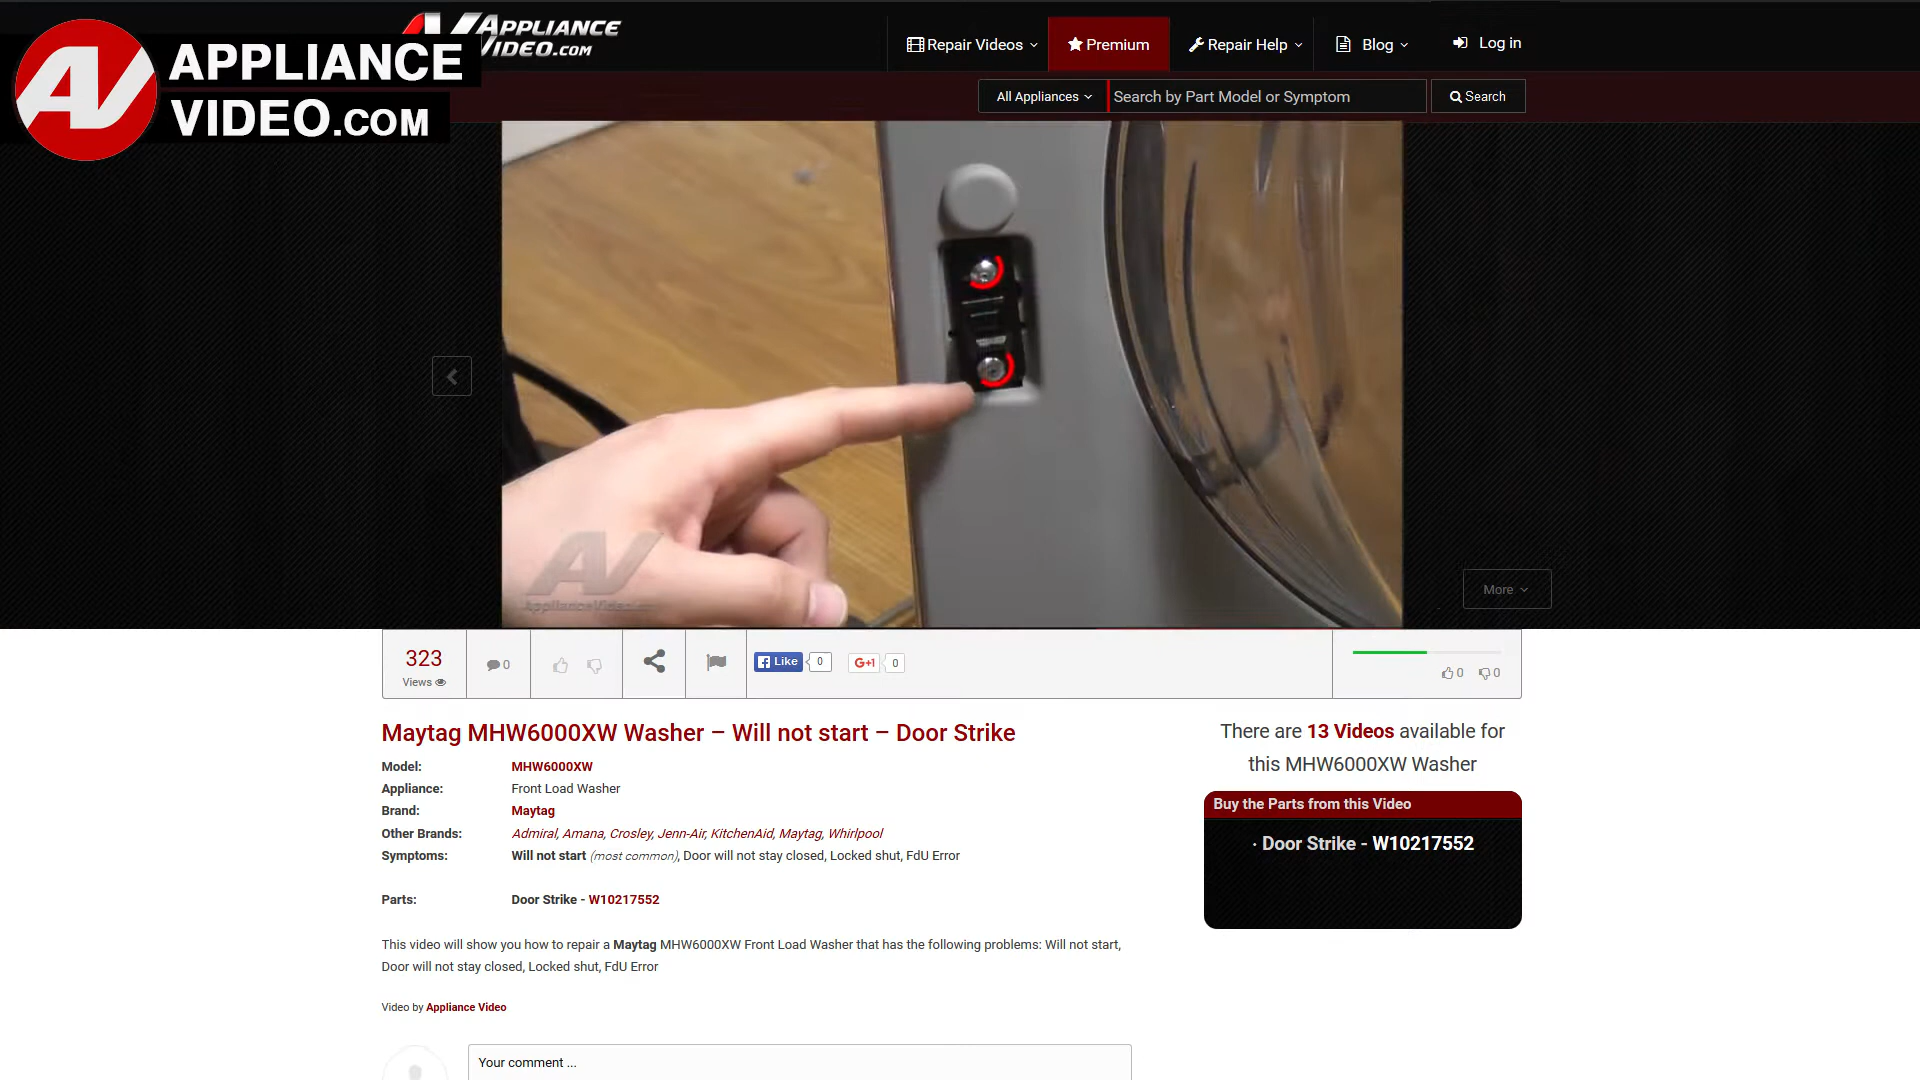 APPLIANCE
VIDEO.COM
APPLIANCE
VIDEO.COM
Repair Videos
Premium
Repair Help
Blog
Log in
All Appliances
Search by Part Model or Symptom
Search
AV
ApplianceVideo.com
More
323
Views
0
Like
0
G+1
0
0
0
Maytag MHW6000XW Washer – Will not start – Door Strike
Model: MHW6000XW
Appliance: Front Load Washer
Brand: Maytag
Other Brands: Admiral, Amana, Crosley, Jenn-Air, KitchenAid, Maytag, Whirlpool
Symptoms: Will not start (most common), Door will not stay closed, Locked shut, FdU Error
Parts: Door Strike - W10217552
This video will show you how to repair a Maytag MHW6000XW Front Load Washer that has the following problems: Will not start,
Door will not stay closed, Locked shut, FdU Error
Video by Appliance Video
Your comment ...
There are 13 Videos available for
this MHW6000XW Washer
Buy the Parts from this Video
· Door Strike - W10217552